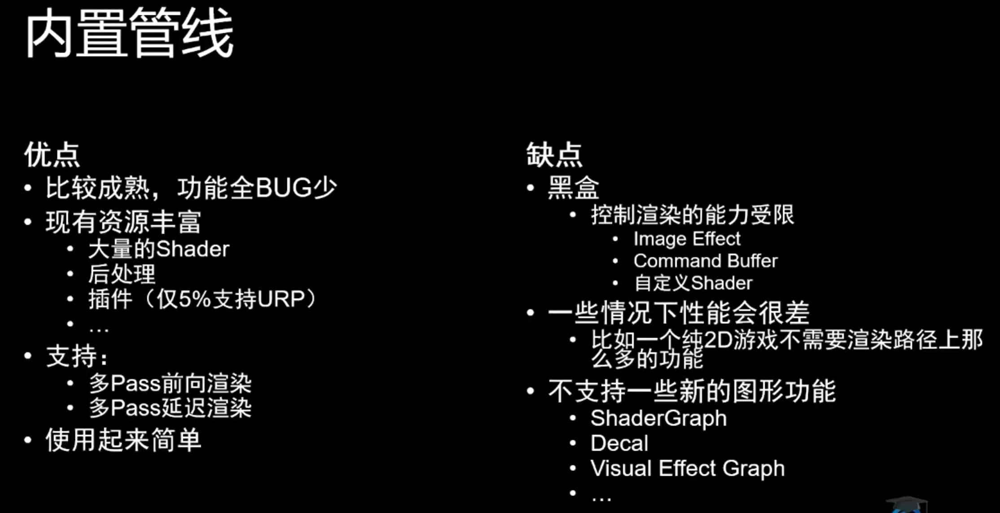 内置管线
优点
• 比较成熟，功能全BUG少
• 现有资源丰富
• 大量的Shader
• 后处理
• 插件（仅5%支持URP）
• ...
• 支持：
• 多Pass前向渲染
• 多Pass延迟渲染
• 使用起来简单
缺点
• 黑盒
• 控制渲染的能力受限
• Image Effect
• Command Buffer
• 自定义Shader
• 一些情况下性能会很差
• 比如一个纯2D游戏不需要渲染路径上那
么多的功能
• 不支持一些新的图形功能
• ShaderGraph
• Decal
• Visual Effect Graph
• ...